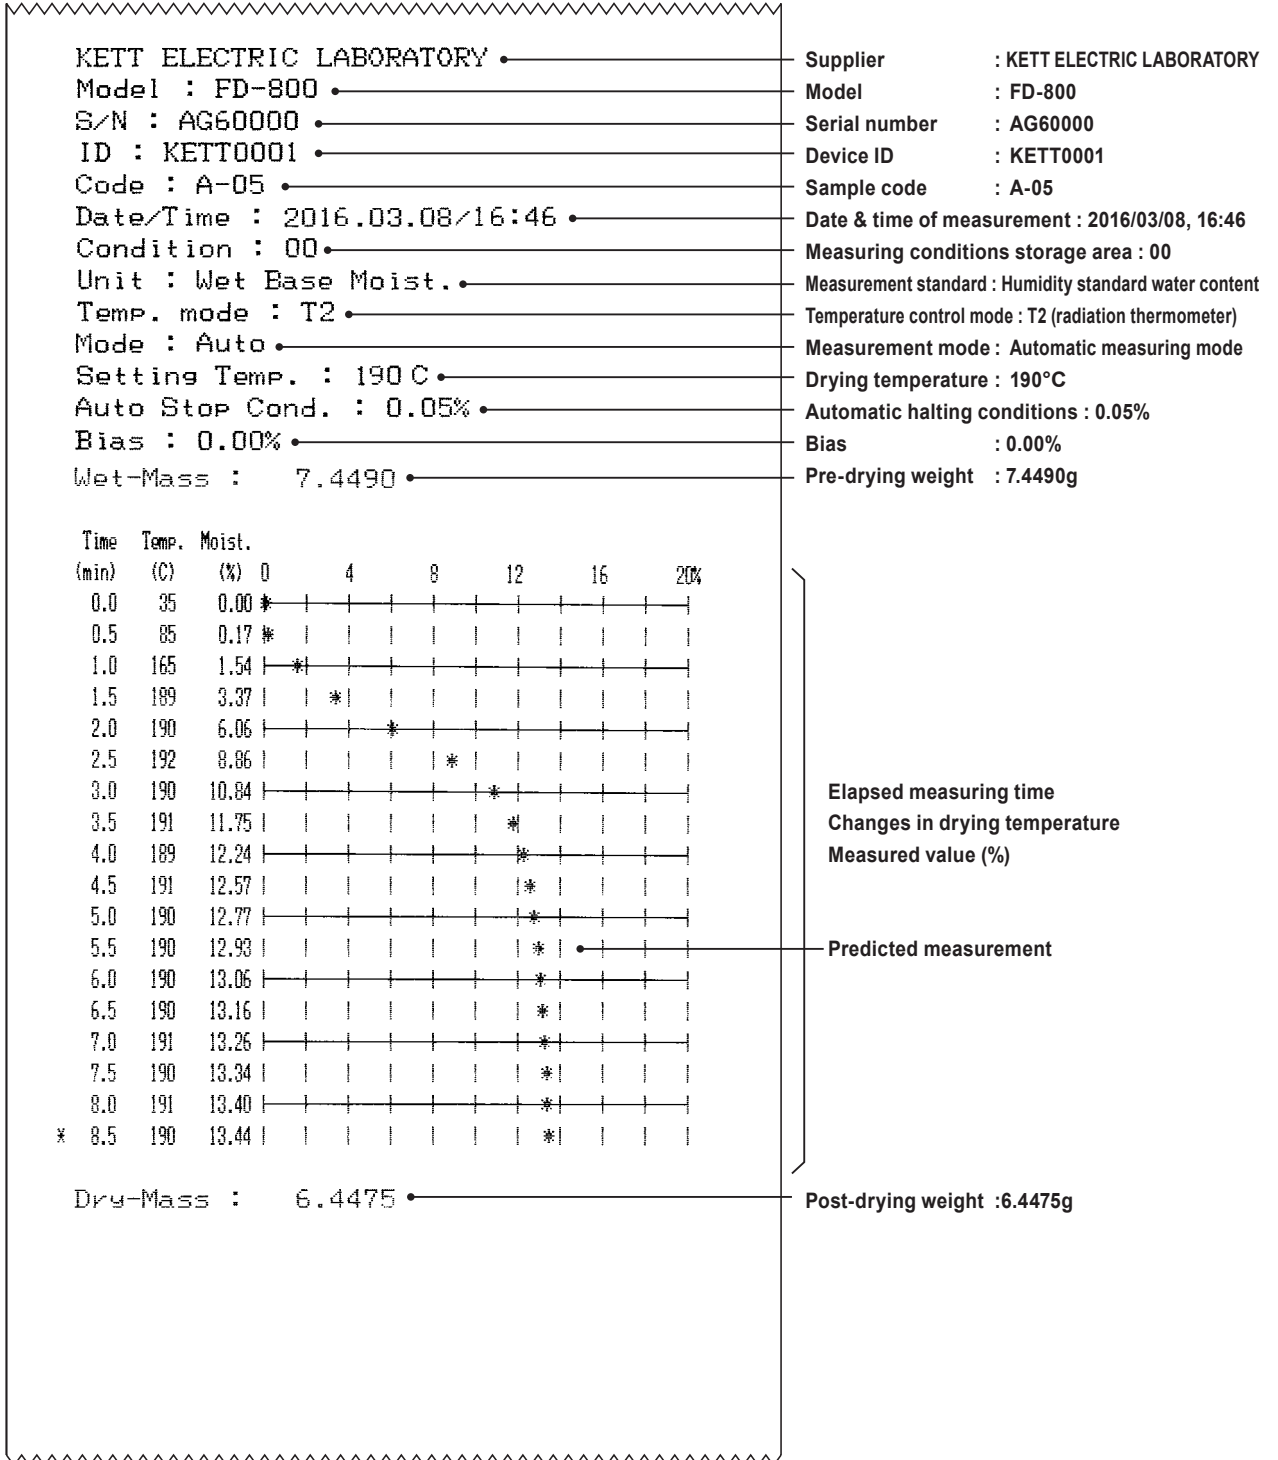 KETT ELECTRIC LABORATORY
Model : FD-800
S/N : AG60000
ID : KETT0001
Code : A-05
Date/Time : 2016.03.08/16:46
Condition : 00
Unit : Wet Base Moist.
Temp. mode : T2
Mode : Auto
Setting Temp. : 190 C
Auto Stop Cond. : 0.05%
Bias : 0.00%
Wet-Mass : 7.4490
Supplier : KETT ELECTRIC LABORATORY
Model : FD-800
Serial number : AG60000
Device ID : KETT0001
Sample code : A-05
Date & time of measurement : 2016/03/08, 16:46
Measuring conditions storage area : 00
Measurement standard : Humidity standard water content
Temperature control mode : T2 (radiation thermometer)
Measurement mode : Automatic measuring mode
Drying temperature : 190°C
Automatic halting conditions : 0.05%
Bias : 0.00%
Pre-drying weight : 7.4490g
Time Temp. Moist.
(min) (C) (%) 0 4 8 12 16 20%
0.0 35 0.00
0.5 85 0.17
1.0 165 1.54
1.5 189 3.37
2.0 190 6.06
2.5 192 8.86
3.0 190 10.84
3.5 191 11.75
4.0 189 12.24
4.5 191 12.57
5.0 190 12.77
5.5 190 12.93
6.0 190 13.06
6.5 190 13.16
7.0 191 13.26
7.5 190 13.34
8.0 191 13.40
* 8.5 190 13.44
Elapsed measuring time
Changes in drying temperature
Measured value (%)
Predicted measurement
Dry-Mass : 6.4475
Post-drying weight :6.4475g